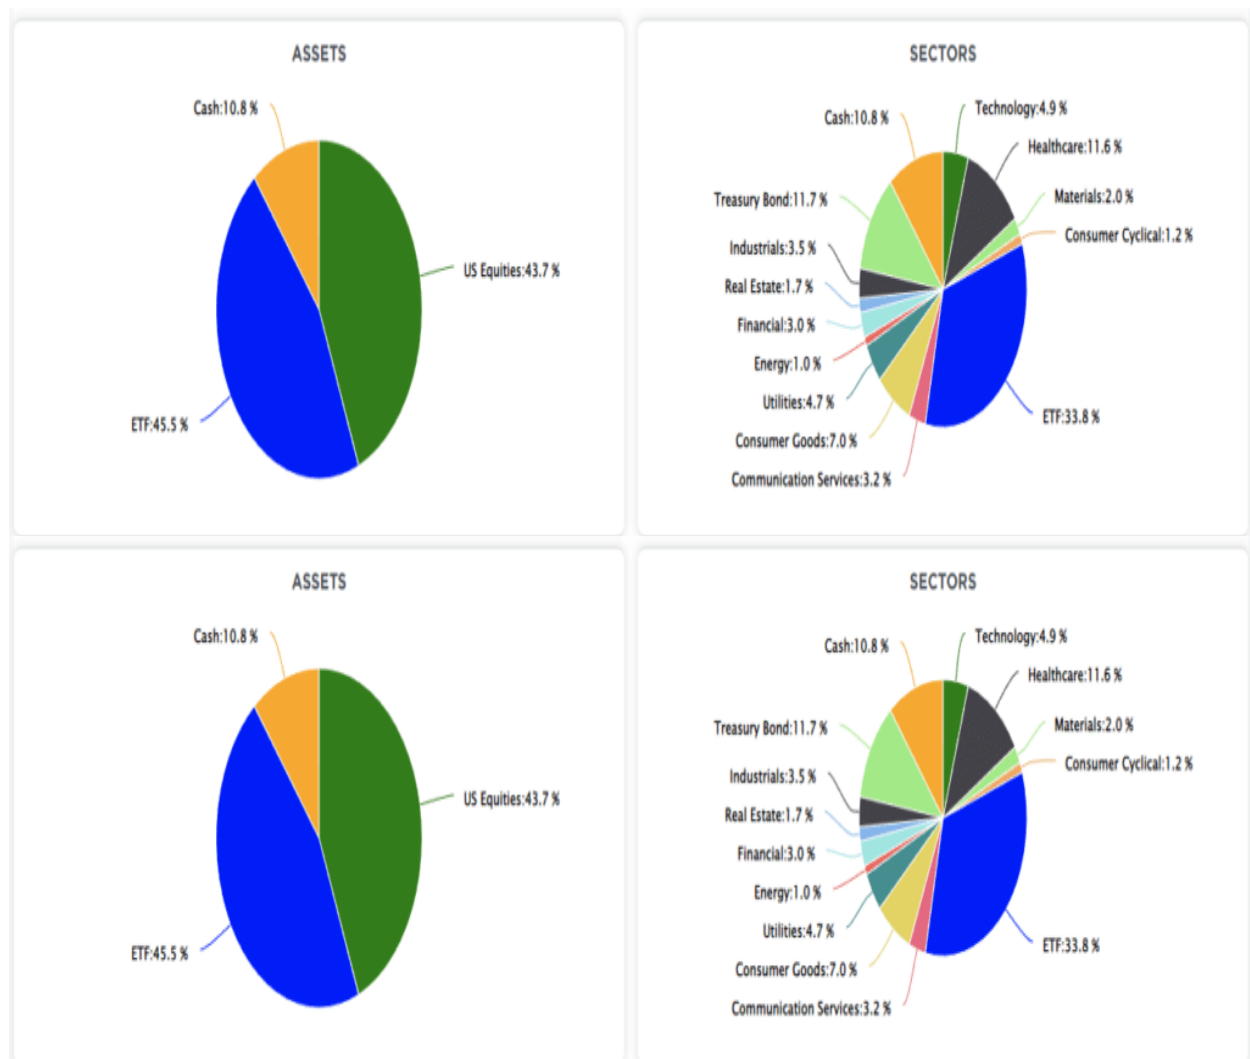 ASSETS
Cash:10.8 %
US Equities:43.7 %
ETF:45.5 %
SECTORS
Cash:10.8 %
Technology:4.9 %
Healthcare:11.6 %
Materials:2.0 %
Treasury Bond:11.7 %
Consumer Cyclical:1.2 %
Industrials:3.5 %
Real Estate:1.7 %
Financial:3.0 %
Energy:1.0 %
Utilities:4.7 %
ETF:33.8 %
Consumer Goods:7.0 %
Communication Services:3.2 %
ASSETS
Cash:10.8 %
US Equities:43.7 %
ETF:45.5 %
SECTORS
Cash:10.8 %
Technology:4.9 %
Healthcare:11.6 %
Materials:2.0 %
Treasury Bond:11.7 %
Consumer Cyclical:1.2 %
Industrials:3.5 %
Real Estate:1.7 %
Financial:3.0 %
Energy:1.0 %
Utilities:4.7 %
ETF:33.8 %
Consumer Goods:7.0 %
Communication Services:3.2 %